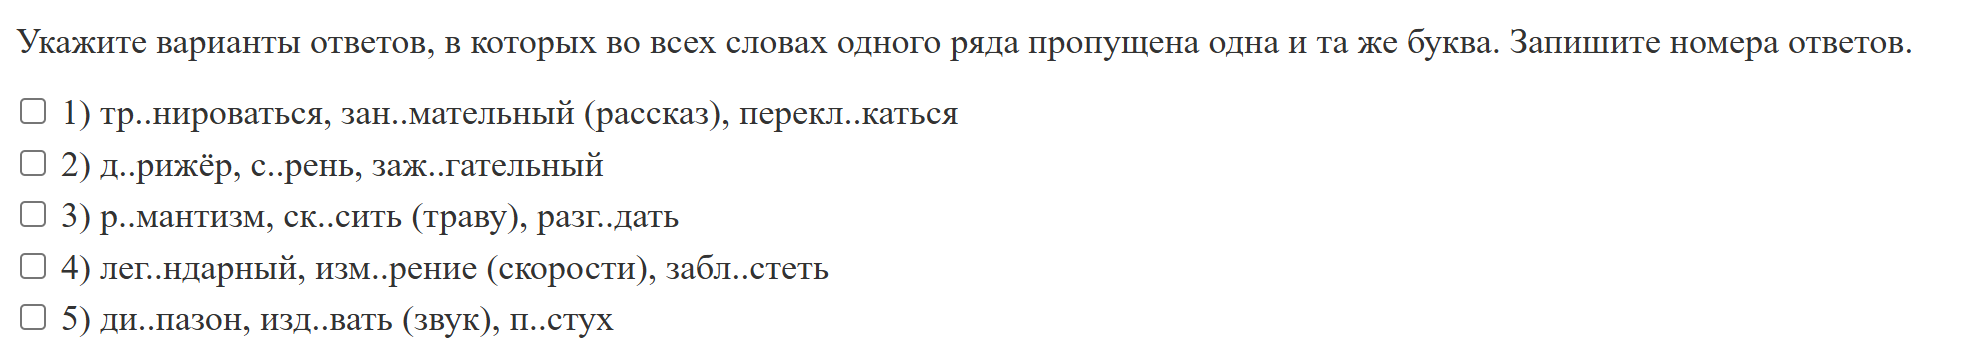 Укажите варианты ответов, в которых во всех словах одного ряда пропущена одна и та же буква. Запишите номера ответов.
1) тр..нироваться, зан..мательный (рассказ), перекл..каться
2) д..рижёр, с..рень, заж..гательный
3) р..мантизм, ск..сить (траву), разг..дать
4) лег..ндарный, изм..рение (скорости), забл..стеть
5) ди..пазон, изд..вать (звук), п..стух